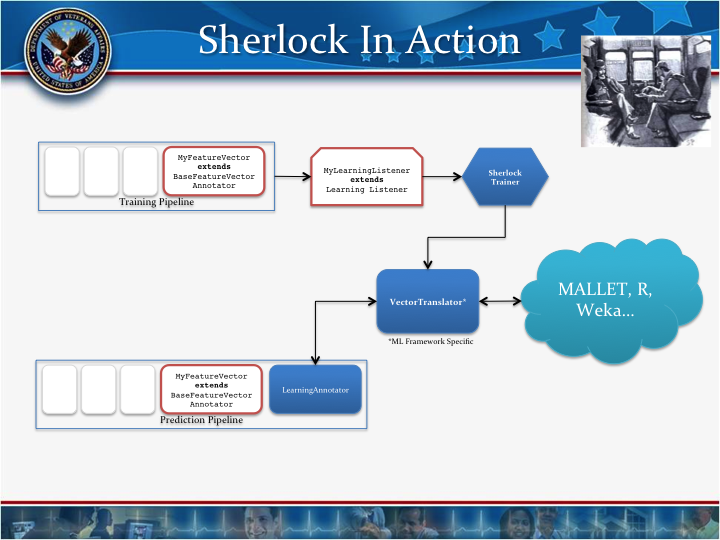 Sherlock In Action
DEPARTMENT OF VETERANS AFFAIRS
UNITED STATES OF AMERICA
MyFeatureVector
extends
BaseFeatureVector
Annotator
Training Pipeline
MyLearningListener
extends
Learning Listener
Sherlock
Trainer
VectorTranslator*
*ML Framework Specific
MALLET, R,
Weka...
MyFeatureVector
extends
BaseFeatureVector
Annotator
LearningAnnotator
Prediction Pipeline